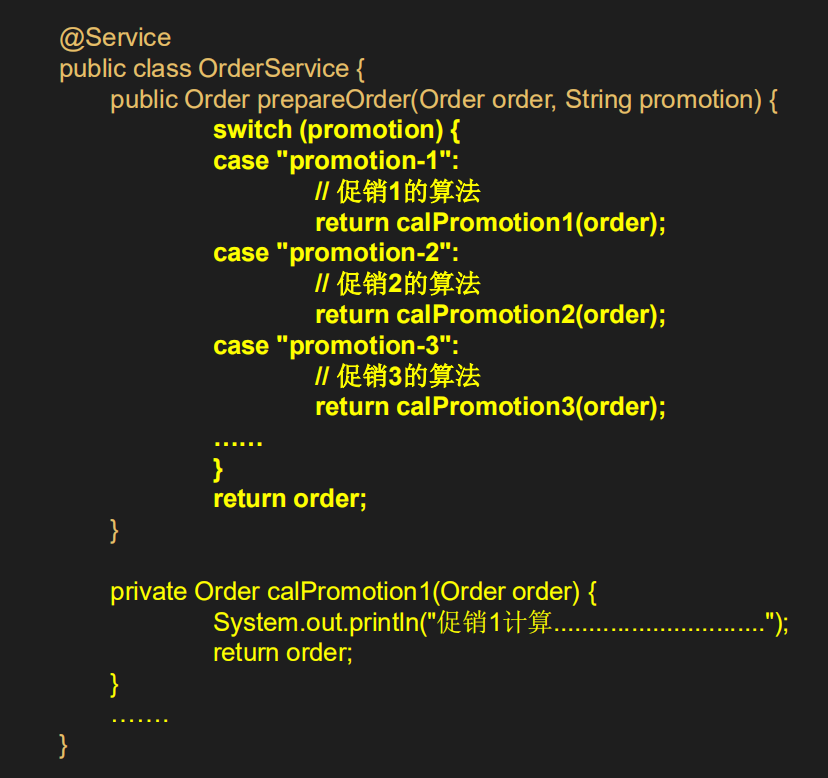 @Service
public class OrderService {
public Order prepareOrder(Order order, String promotion) {
switch (promotion) {
case "promotion-1":
// 促销1的算法
return calPromotion1(order);
case "promotion-2":
// 促销2的算法
return calPromotion2(order);
case "promotion-3":
// 促销3的算法
return calPromotion3(order);
……
}
return order;
}
private Order calPromotion1(Order order) {
System.out.println("促销1计算..............................");
return order;
}
…….
}